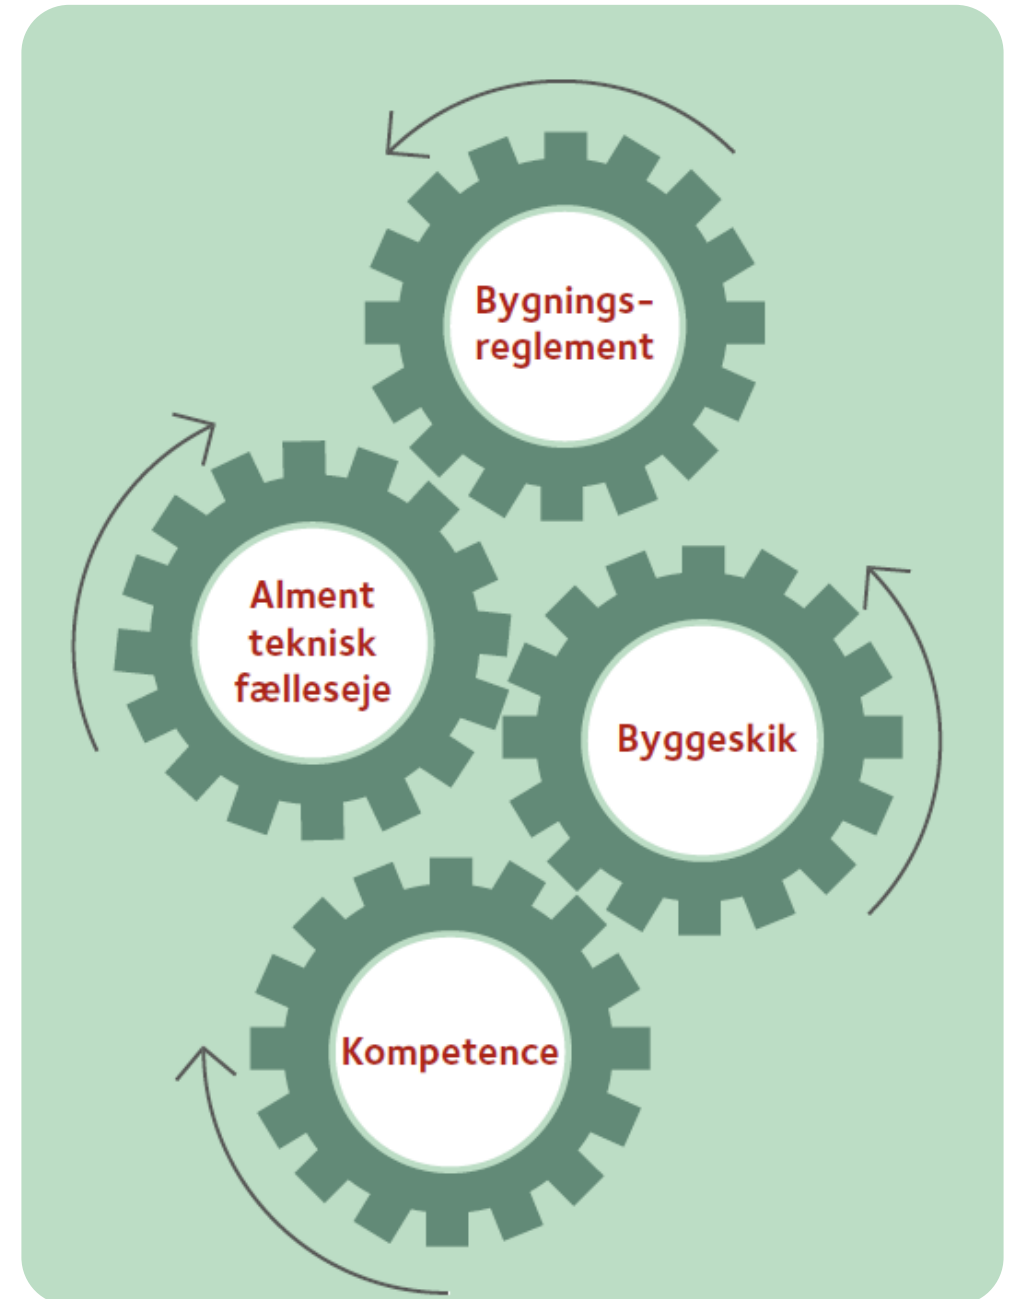 Bygnings-
reglement
Alment
teknisk
fælleseje
Byggeskik
Kompetence